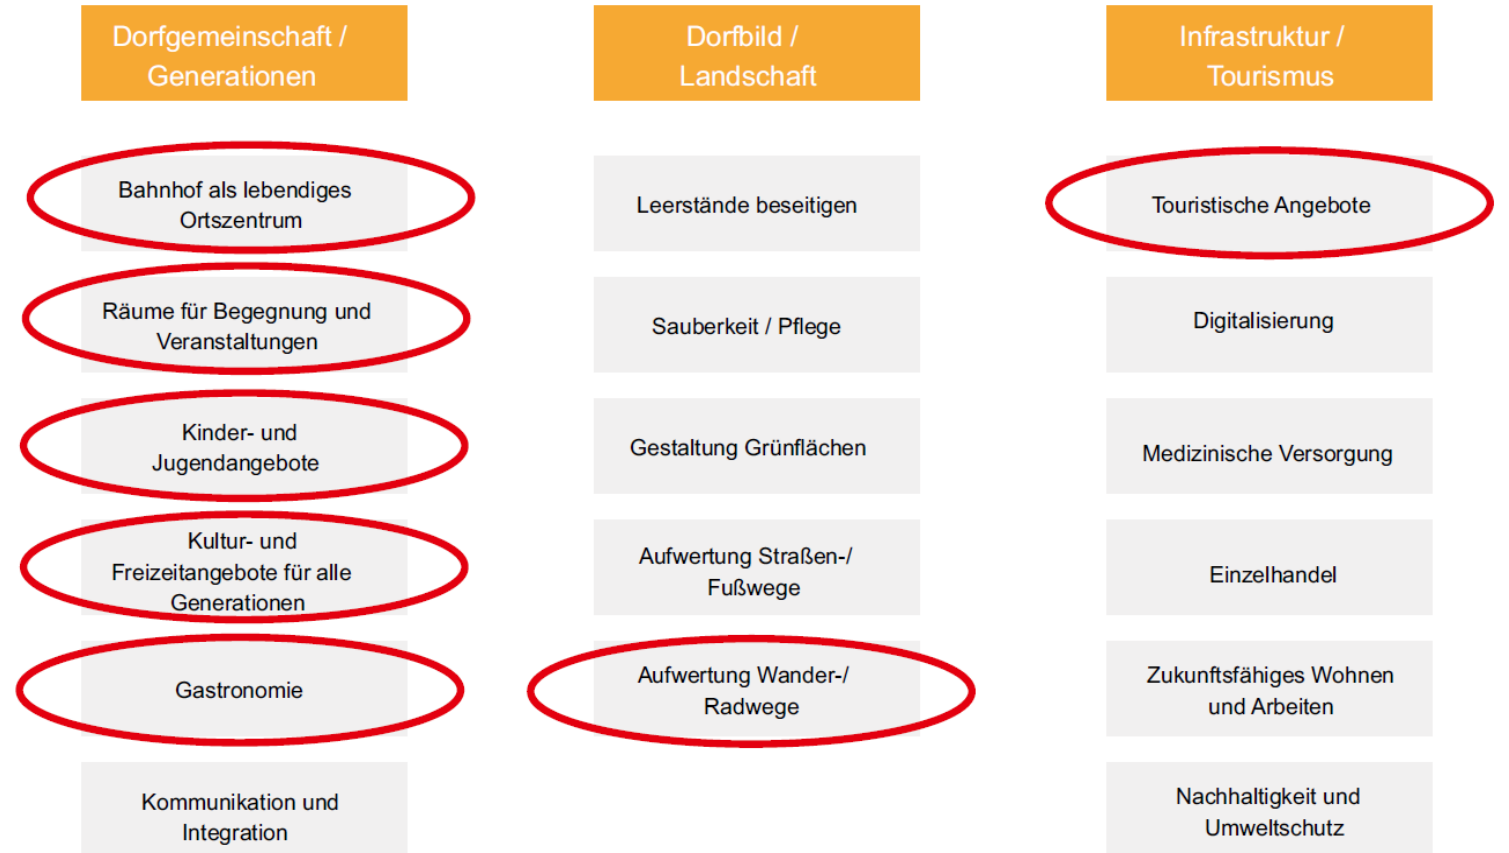 Dorfgemeinschaft /
Generationen
Bahnhof als lebendiges
Ortszentrum
Räume für Begegnung und
Veranstaltungen
Kinder- und
Jugendangebote
Kultur- und
Freizeitangebote für alle
Generationen
Gastronomie
Kommunikation und
Integration
Dorfbild /
Landschaft
Leerstände beseitigen
Sauberkeit / Pflege
Gestaltung Grünflächen
Aufwertung Straßen-/
Fußwege
Aufwertung Wander-/
Radwege
Infrastruktur /
Tourismus
Touristische Angebote
Digitalisierung
Medizinische Versorgung
Einzelhandel
Zukunftsfähiges Wohnen
und Arbeiten
Nachhaltigkeit und
Umweltschutz